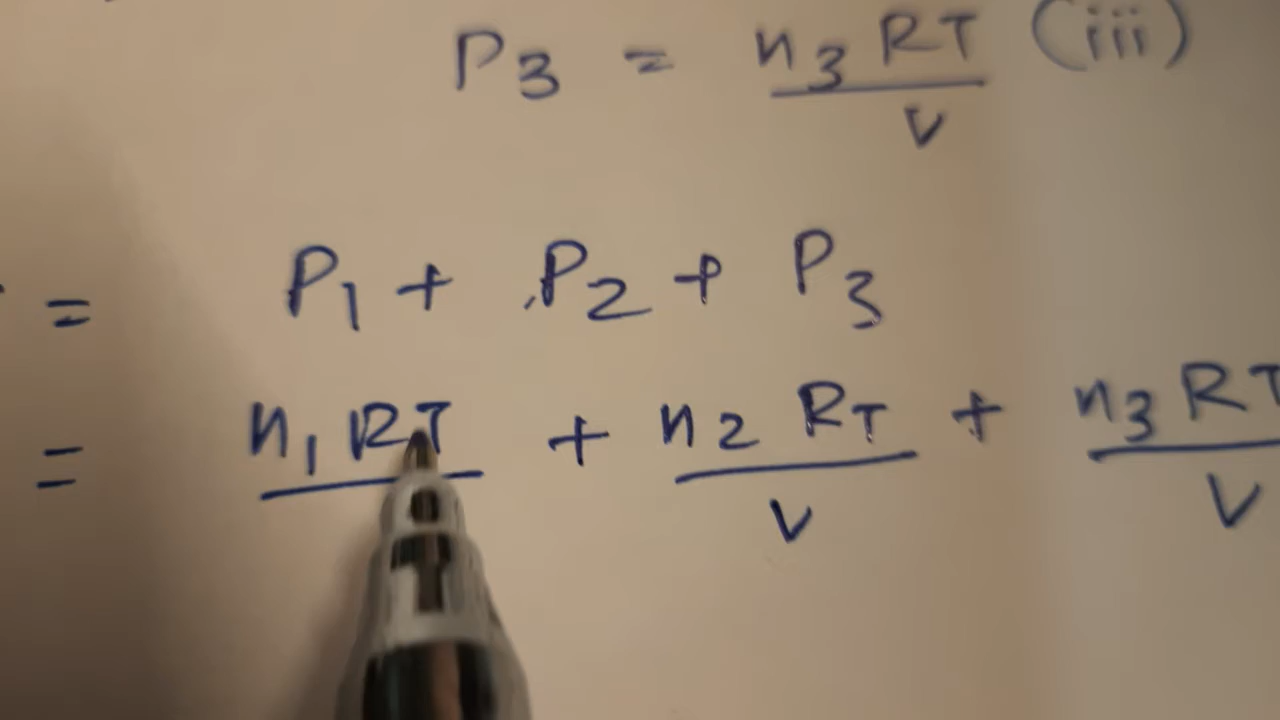 P3 = n3 RT (iii)
V
= P1 + P2 + P3
= n1 RT + n2 RT + n3 RT
V V